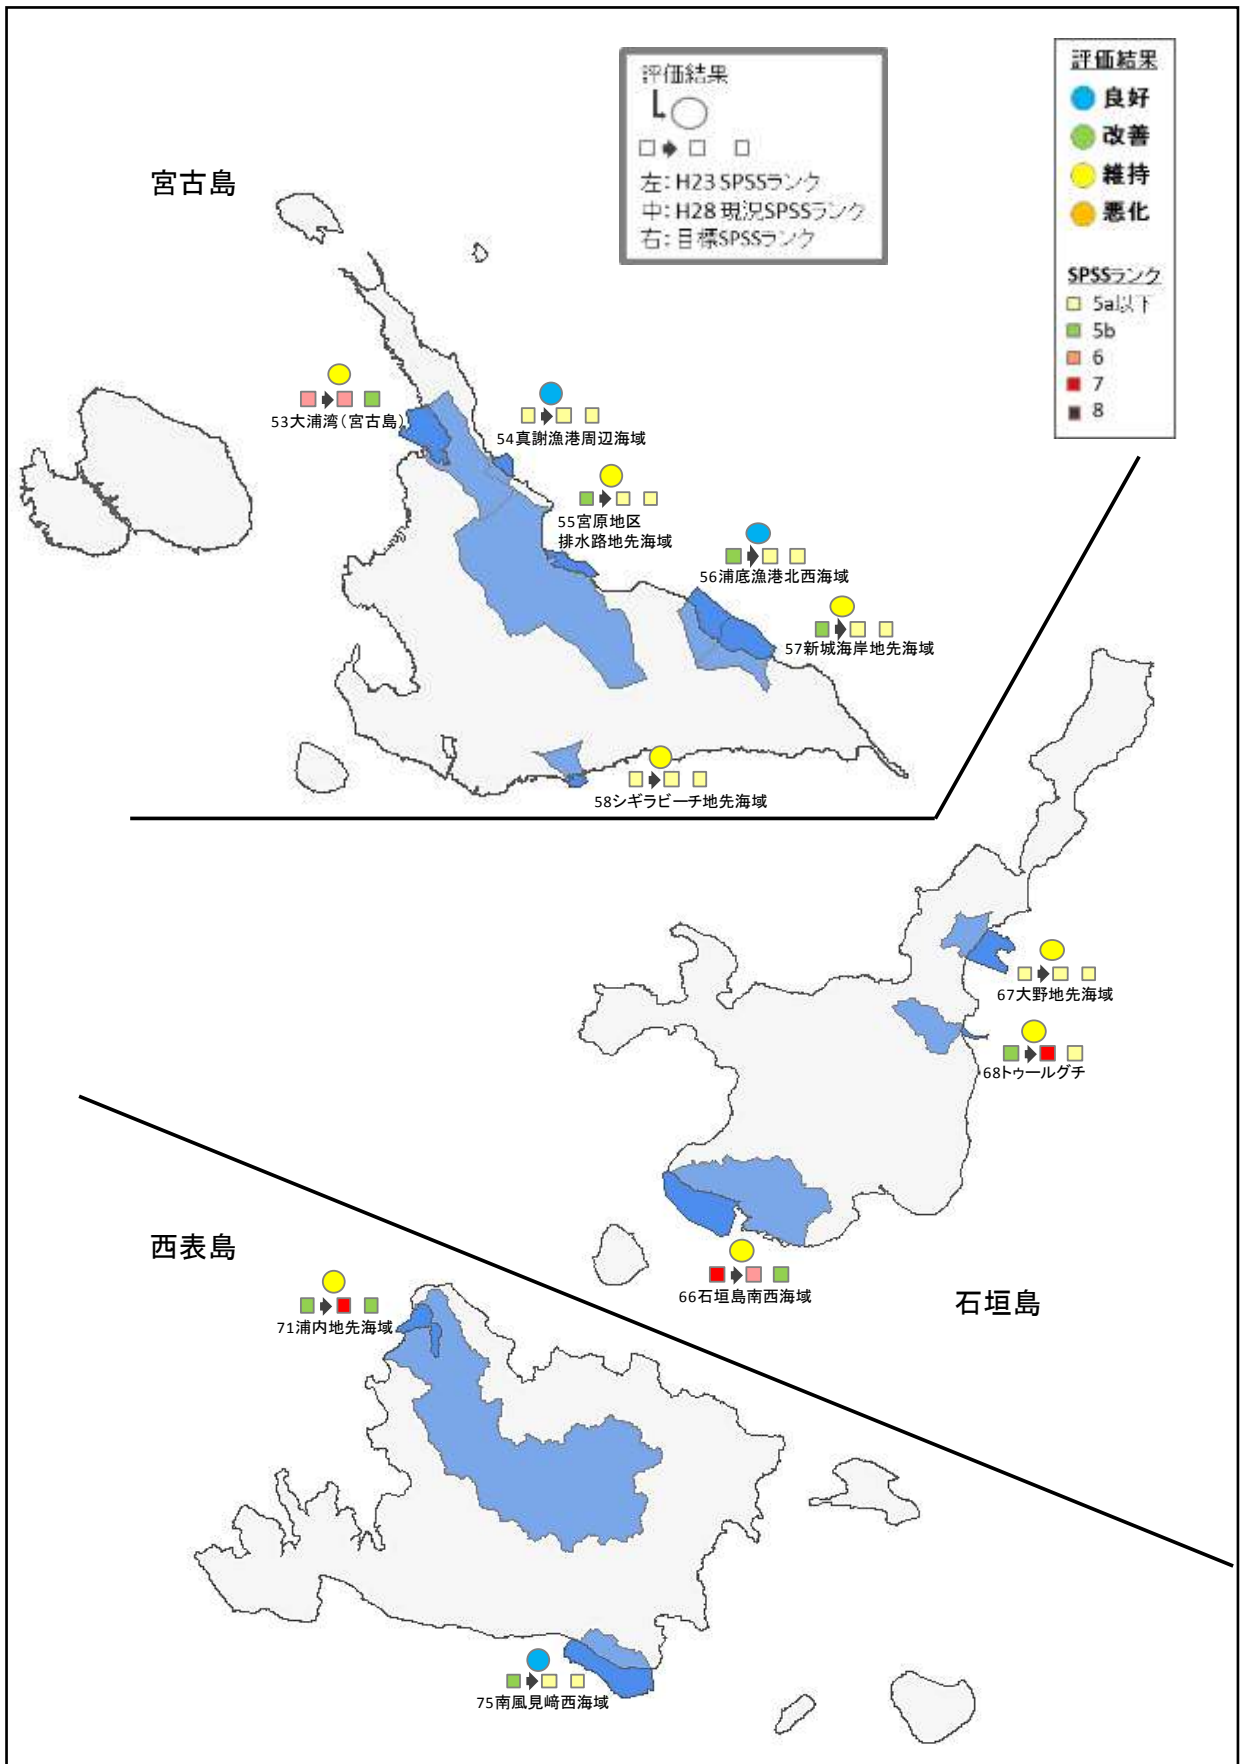 評価結果
左：H23 SPSSランク
中：H28 現況SPSSランク
右：目標SPSSランク
評価結果
良好
改善
維持
悪化
SPSSランク
5a以下
5b
6
7
8
宮古島
53大浦湾（宮古島）
54真謝漁港周辺海域
55宮原地区
排水路地先海域
56浦底漁港北西海域
57新城海岸地先海域
58シギラビーチ地先海域
67大野地先海域
68トゥールグチ
66石垣島南西海域
石垣島
西表島
71浦内地先海域
75南風見崎西海域